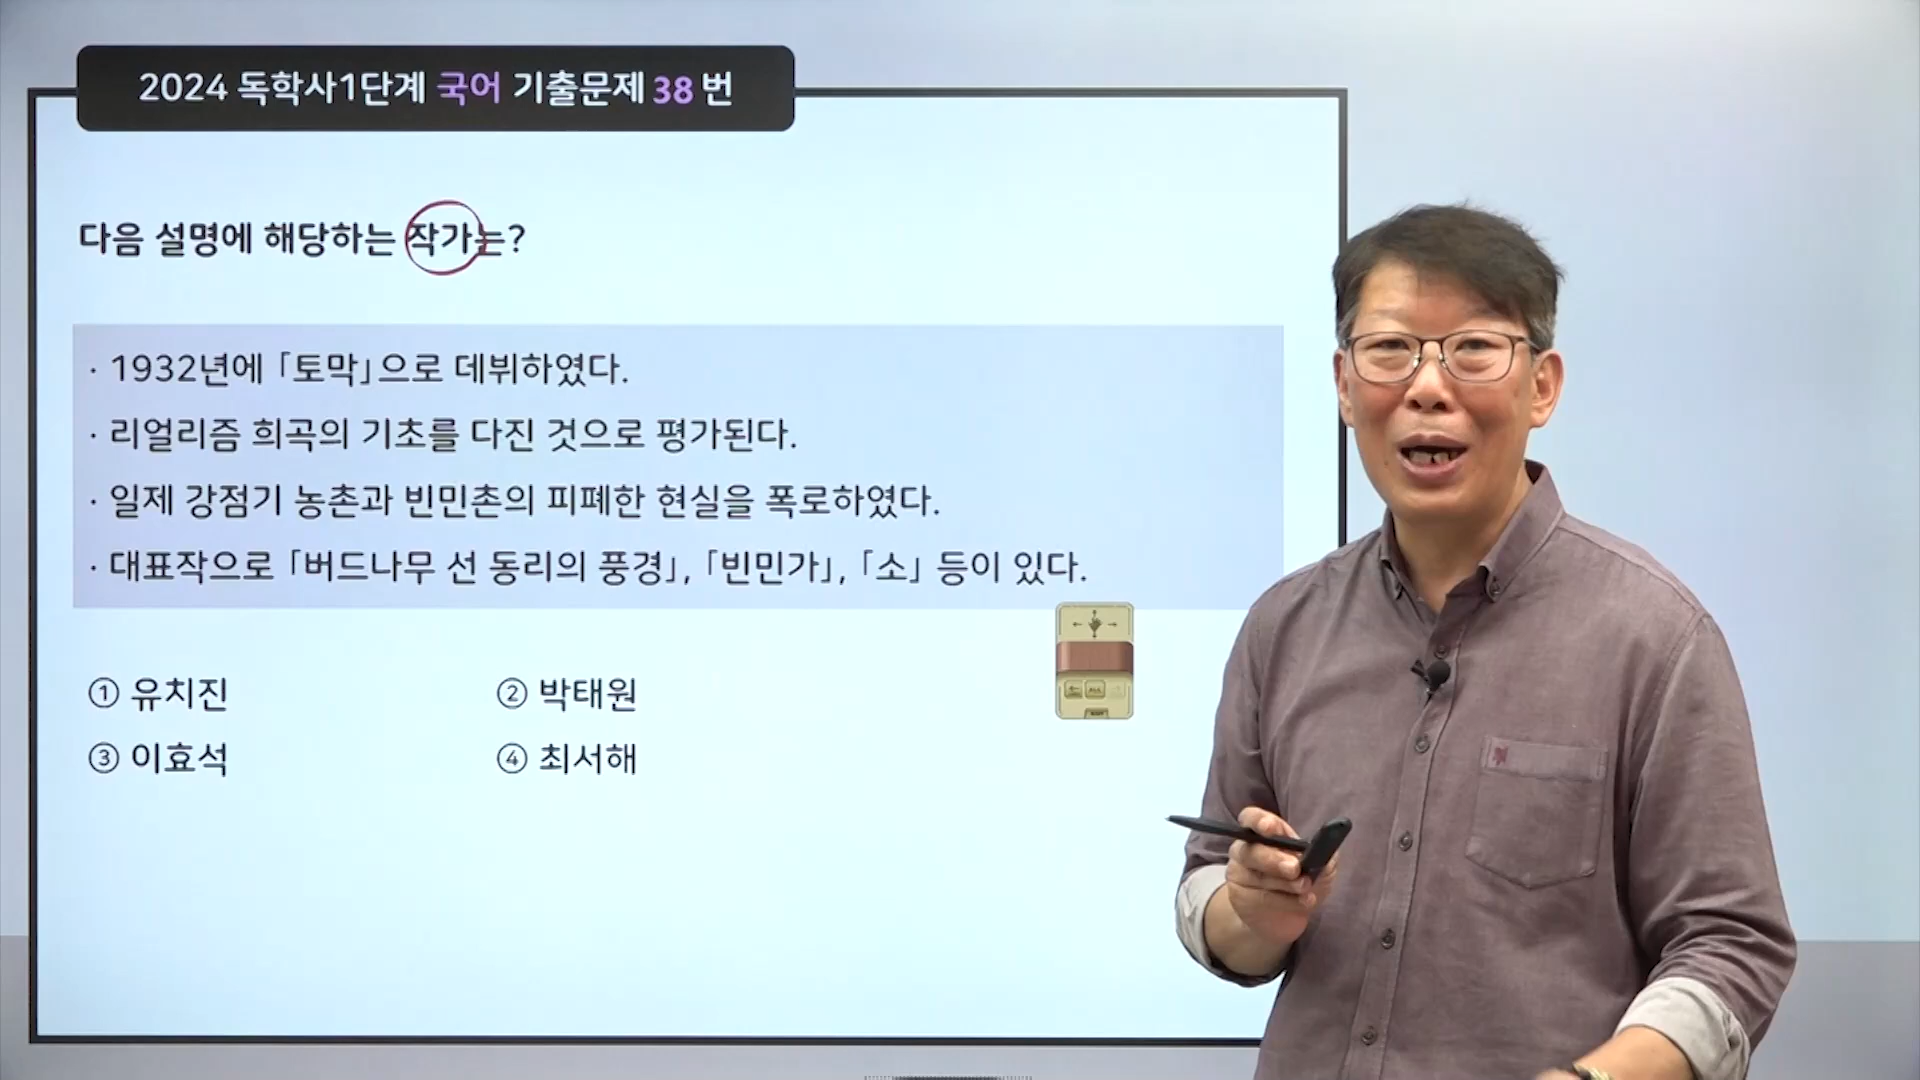 2024 독학사1단계 국어 기출문제 38 번
다음 설명에 해당하는 작가는?
· 1932년에 「토막」으로 데뷔하였다.
· 리얼리즘 희곡의 기초를 다진 것으로 평가된다.
· 일제 강점기 농촌과 빈민촌의 피폐한 현실을 폭로하였다.
· 대표작으로 「버드나무 선 동리의 풍경」, 「빈민가」, 「소」 등이 있다.
① 유치진 ② 박태원
③ 이효석 ④ 최서해